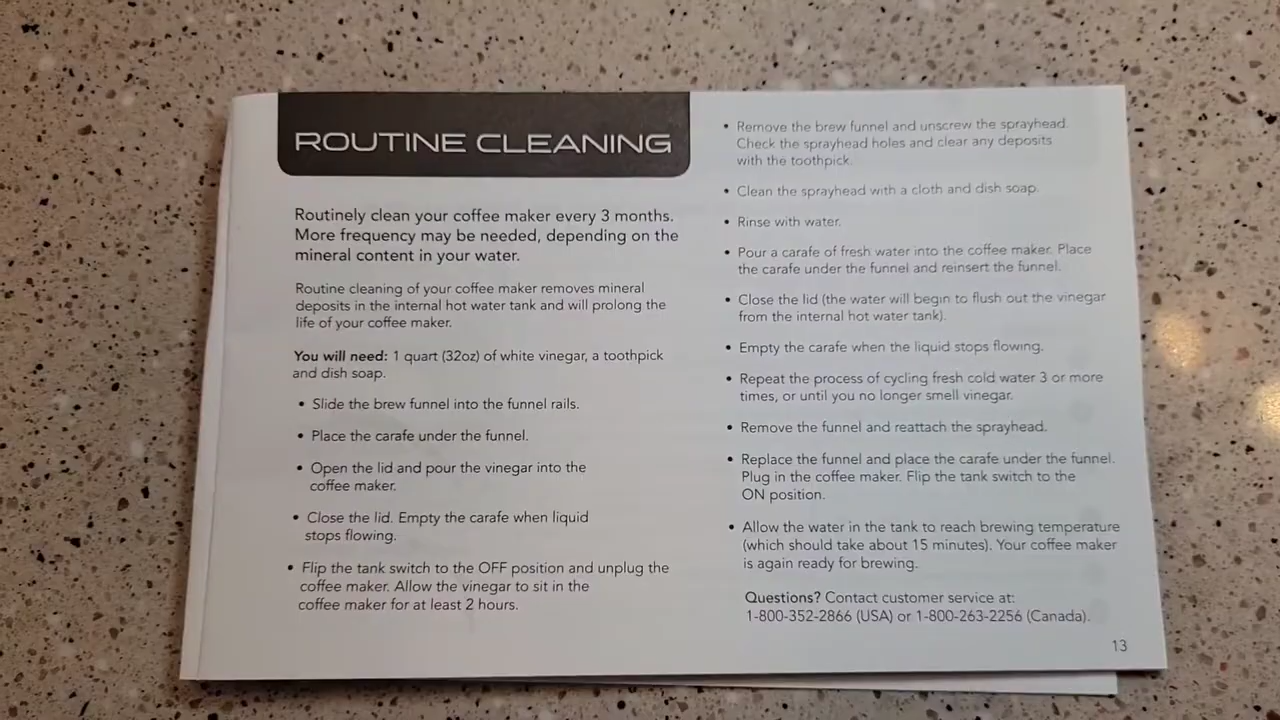 ROUTINE CLEANING
Routinely clean your coffee maker every 3 months.
More frequency may be needed, depending on the
mineral content in your water.
Routine cleaning of your coffee maker removes mineral
deposits in the internal hot water tank and will prolong the
life of your coffee maker.
You will need: 1 quart (32oz) of white vinegar, a toothpick
and dish soap.
• Slide the brew funnel into the funnel rails.
• Place the carafe under the funnel.
• Open the lid and pour the vinegar into the
coffee maker.
• Close the lid. Empty the carafe when liquid
stops flowing.
• Flip the tank switch to the OFF position and unplug the
coffee maker. Allow the vinegar to sit in the
coffee maker for at least 2 hours.
• Remove the brew funnel and unscrew the sprayhead.
Check the sprayhead holes and clear any deposits
with the toothpick.
• Clean the sprayhead with a cloth and dish soap.
• Rinse with water.
• Pour a carafe of fresh water into the coffee maker. Place
the carafe under the funnel and reinsert the funnel.
• Close the lid (the water will begin to flush out the vinegar
from the internal hot water tank).
• Empty the carafe when the liquid stops flowing.
• Repeat the process of cycling fresh cold water 3 or more
times, or until you no longer smell vinegar.
• Remove the funnel and reattach the sprayhead.
• Replace the funnel and place the carafe under the funnel.
Plug in the coffee maker. Flip the tank switch to the
ON position.
• Allow the water in the tank to reach brewing temperature
(which should take about 15 minutes). Your coffee maker
is again ready for brewing.
Questions? Contact customer service at:
1-800-352-2866 (USA) or 1-800-263-2256 (Canada).
13